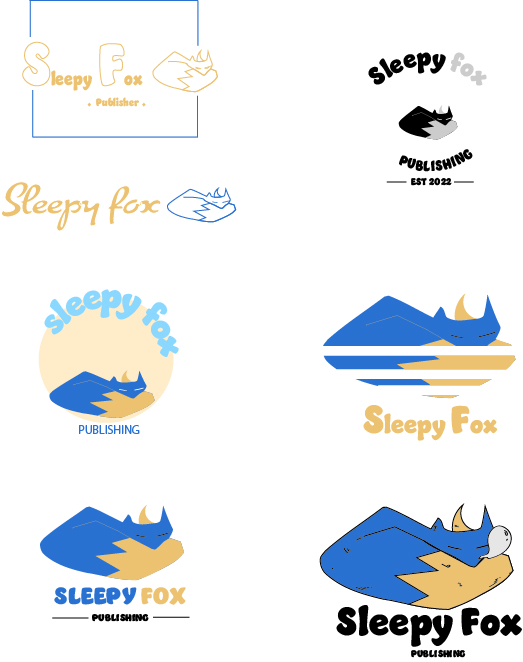 Sleepy Fox
. Publisher .
Sleepy fox
PUBLISHING
EST 2022
Sleepy fox
sleepy fox
PUBLISHING
Sleepy Fox
SLEEPY FOX
PUBLISHING
Sleepy Fox
PUBLISHING